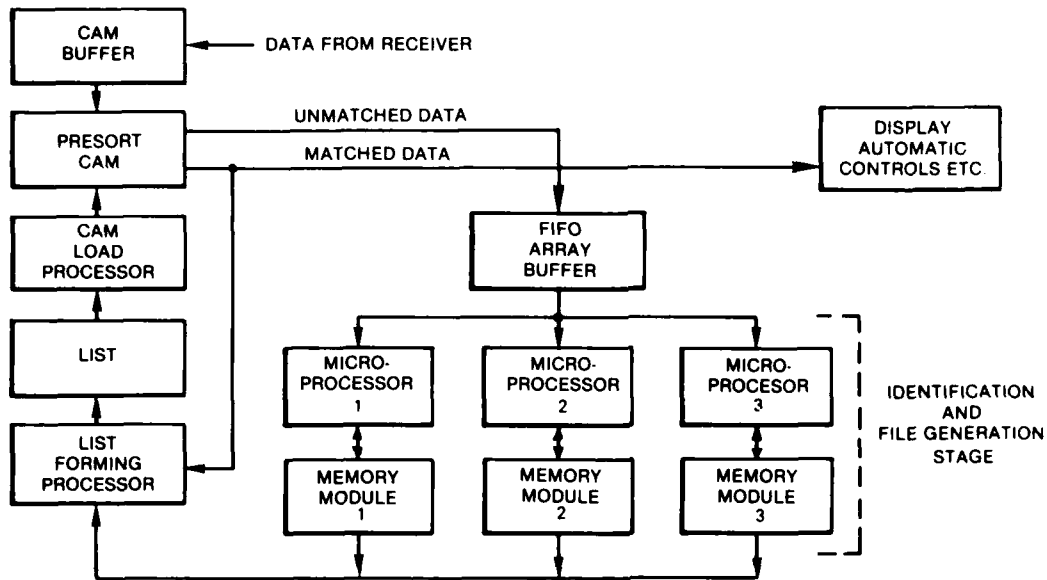 CAM
BUFFER
DATA FROM RECEIVER
UNMATCHED DATA
PRESORT
CAM
MATCHED DATA
DISPLAY
AUTOMATIC
CONTROLS ETC.
CAM
LOAD
PROCESSOR
FIFO
ARRAY
BUFFER
LIST
MICRO-
PROCESSOR
1
MICRO-
PROCESSOR
2
MICRO-
PROCESOR
3
IDENTIFICATION
AND
FILE GENERATION
STAGE
LIST
FORMING
PROCESSOR
MEMORY
MODULE
1
MEMORY
MODULE
2
MEMORY
MODULE
3